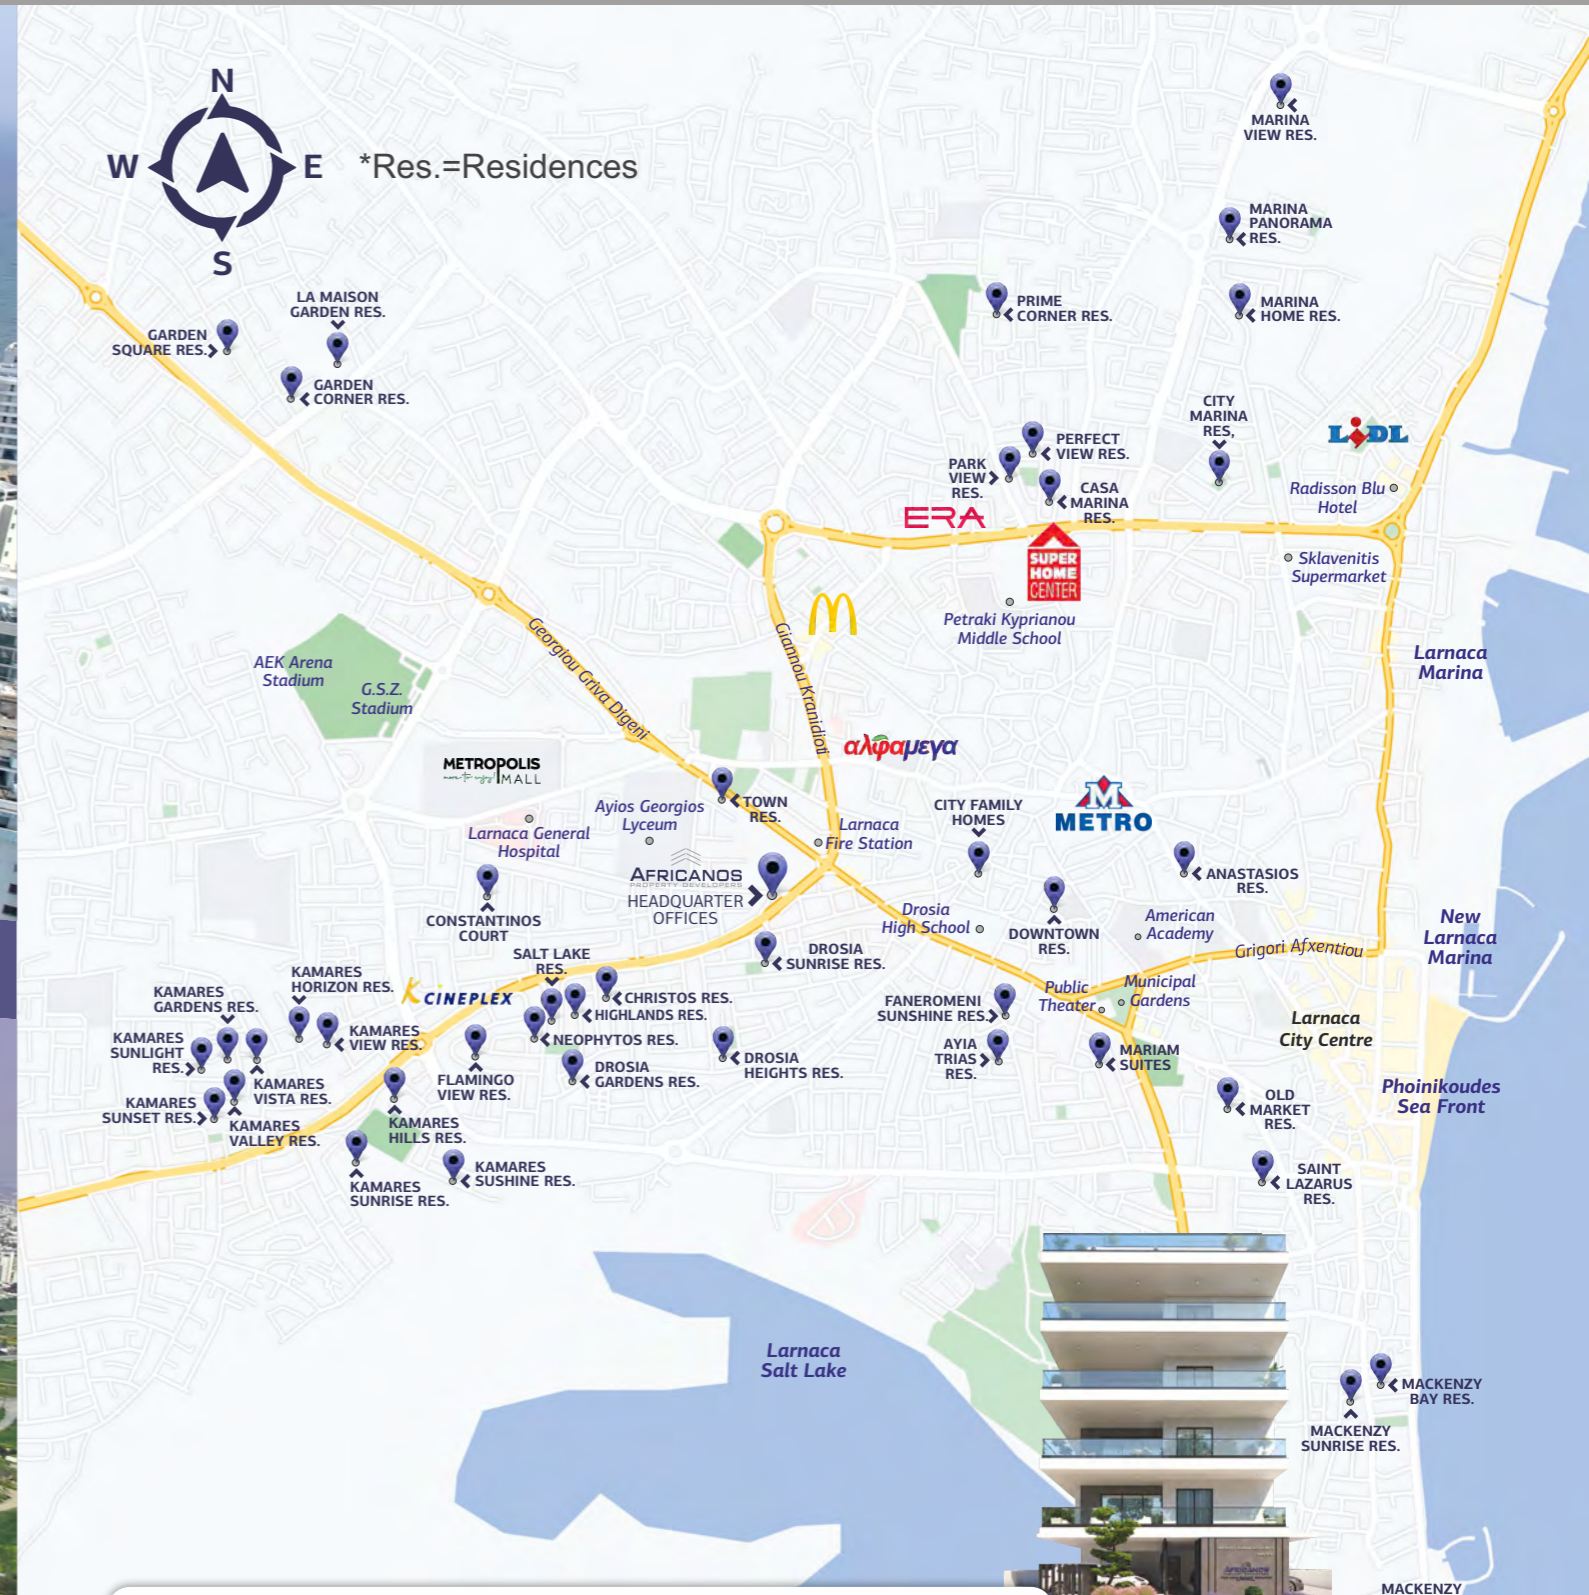 N
W
E
S
*Res.=Residences
MARINA
VIEW RES.
MARINA
PANORAMA
RES.
MARINA
HOME RES.
PRIME
CORNER RES.
LA MAISON
GARDEN RES.
GARDEN
SQUARE RES.
GARDEN
CORNER RES.
CITY
MARINA
RES,
LIDL
PERFECT
VIEW RES.
PARK
VIEW
RES.
CASA
MARINA
RES.
Radisson Blu
Hotel
ERA
SUPER
HOME
CENTER
Sklavenitis
Supermarket
Petraki Kyprianou
Middle School
Georgiou Griva Digeni
Giannou Kranidioti
AEK Arena
Stadium
G.S.Z.
Stadium
Larnaca
Marina
αλφαμεγα
METROPOLIS
MALL
TOWN
RES.
Ayios Georgios
Lyceum
Larnaca General
Hospital
Larnaca
Fire Station
CITY FAMILY
HOMES
METRO
ANASTASIOS
RES.
AFRICANOS
PROPERTY DEVELOPERS
HEADQUARTER
OFFICES
CONSTANTINOS
COURT
Drosia
High School
DOWNTOWN
RES.
American
Academy
New
Larnaca
Marina
Grigori Afxentiou
DROSIA
SUNRISE RES.
SALT LAKE
RES.
KAMARES
HORIZON RES.
CINEPLEX
CHRISTOS RES.
HIGHLANDS RES.
NEOPHYTOS RES.
KAMARES
GARDENS RES.
KAMARES
VIEW RES.
KAMARES
SUNLIGHT
RES.
KAMARES
VISTA RES.
KAMARES
SUNSET RES.
KAMARES
VALLEY RES.
FLAMINGO
VIEW RES.
DROSIA
GARDENS RES.
DROSIA
HEIGHTS RES.
FANEROMENI
SUNSHINE RES.
Public
Theater
Municipal
Gardens
AYIA
TRIAS
RES.
MARIAM
SUITES
Larnaca
City Centre
OLD
MARKET
RES.
Phoinikoudes
Sea Front
KAMARES
HILLS RES.
KAMARES
SUNRISE RES.
KAMARES
SUSHINE RES.
SAINT
LAZARUS
RES.
Larnaca
Salt Lake
MACKENZY
BAY RES.
MACKENZY
SUNRISE RES.
AFRICANOS
MACKENZY